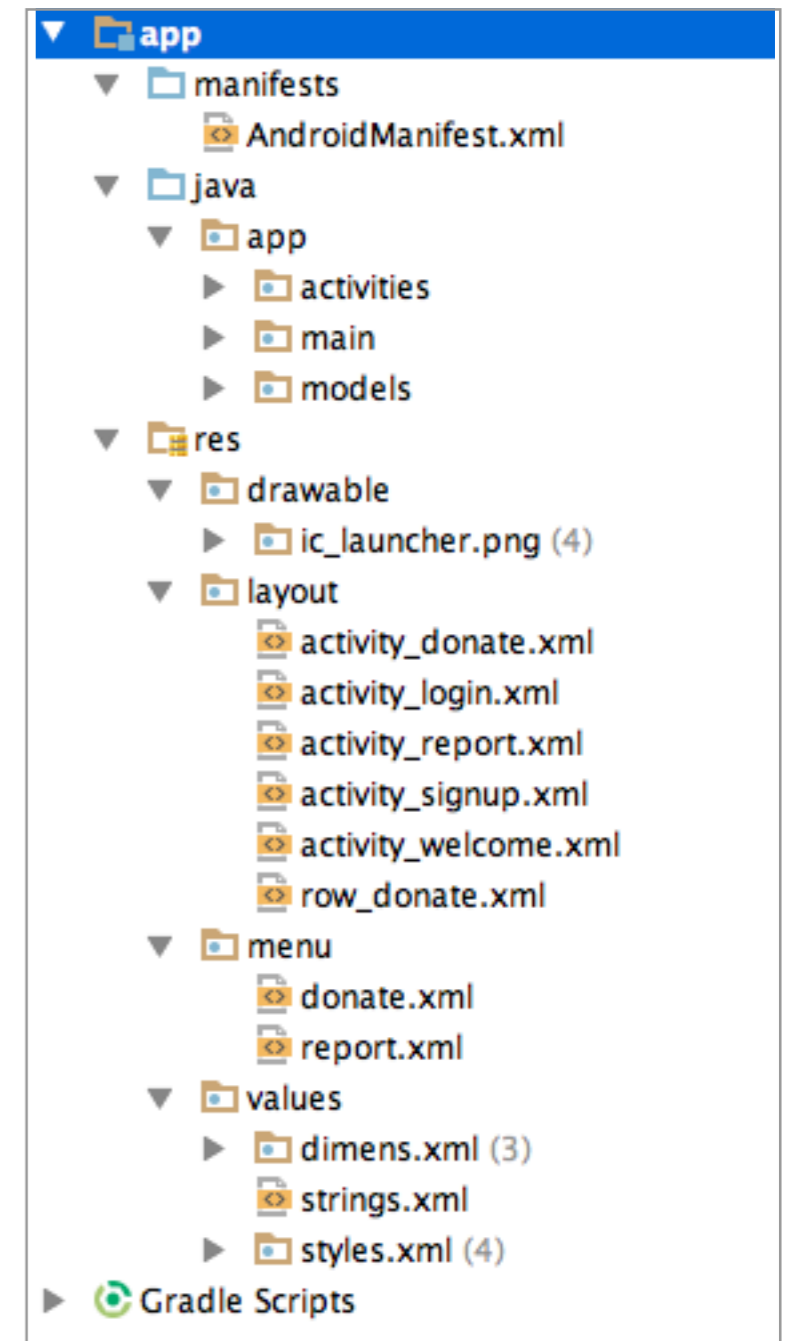 app
manifests
AndroidManifest.xml
java
app
activities
main
models
res
drawable
ic_launcher.png (4)
layout
activity_donate.xml
activity_login.xml
activity_report.xml
activity_signup.xml
activity_welcome.xml
row_donate.xml
menu
donate.xml
report.xml
values
dimens.xml (3)
strings.xml
styles.xml (4)
Gradle Scripts